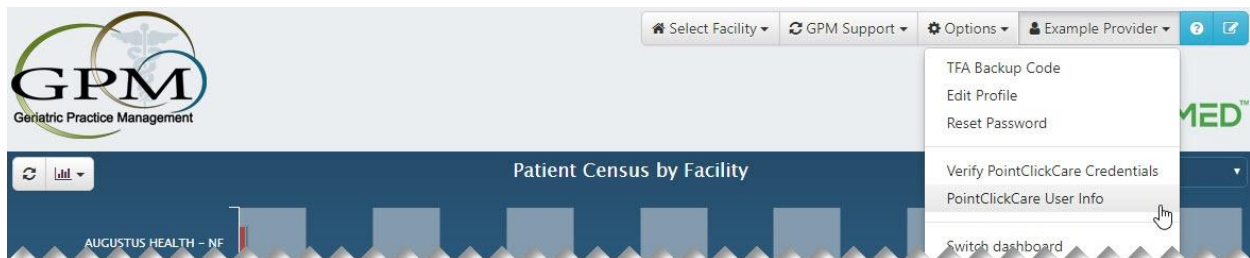 Select Facility
GPM Support
Options
Example Provider
GPM
Geriatric Practice Management
TFA Backup Code
Edit Profile
Reset Password
MED™
Patient Census by Facility
Verify PointClickCare Credentials
PointClickCare User Info
AUGUSTUS HEALTH - NF
Switch dashboard